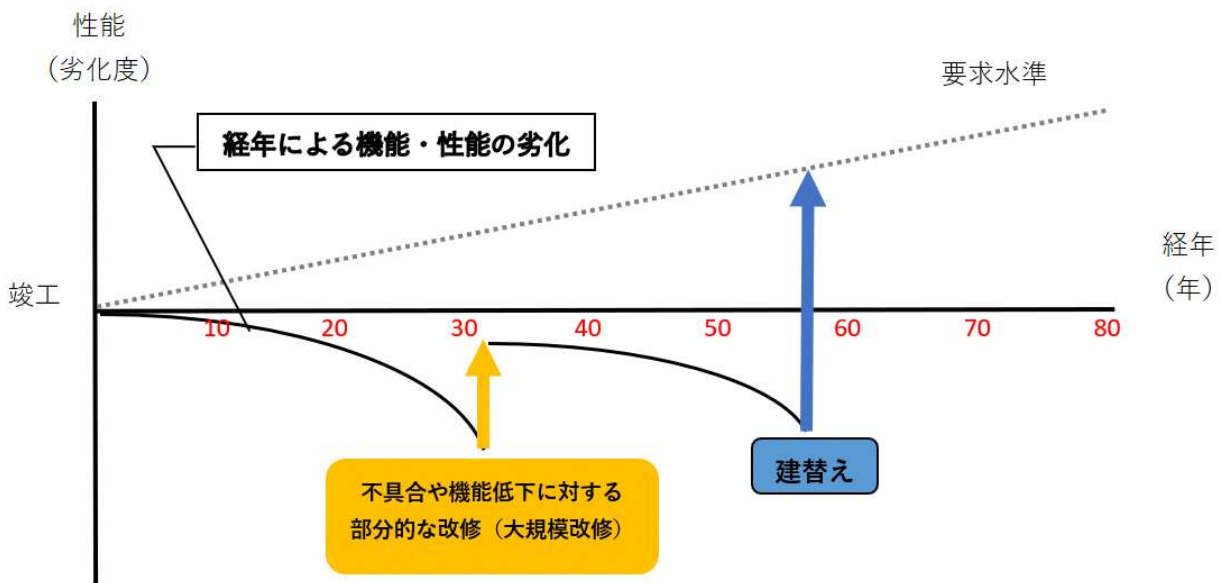 性能
（劣化度）
要求水準
経年による機能・性能の劣化
経年
（年）
竣工
10 20 30 40 50 60 70 80
不具合や機能低下に対する
部分的な改修（大規模改修）
建替え